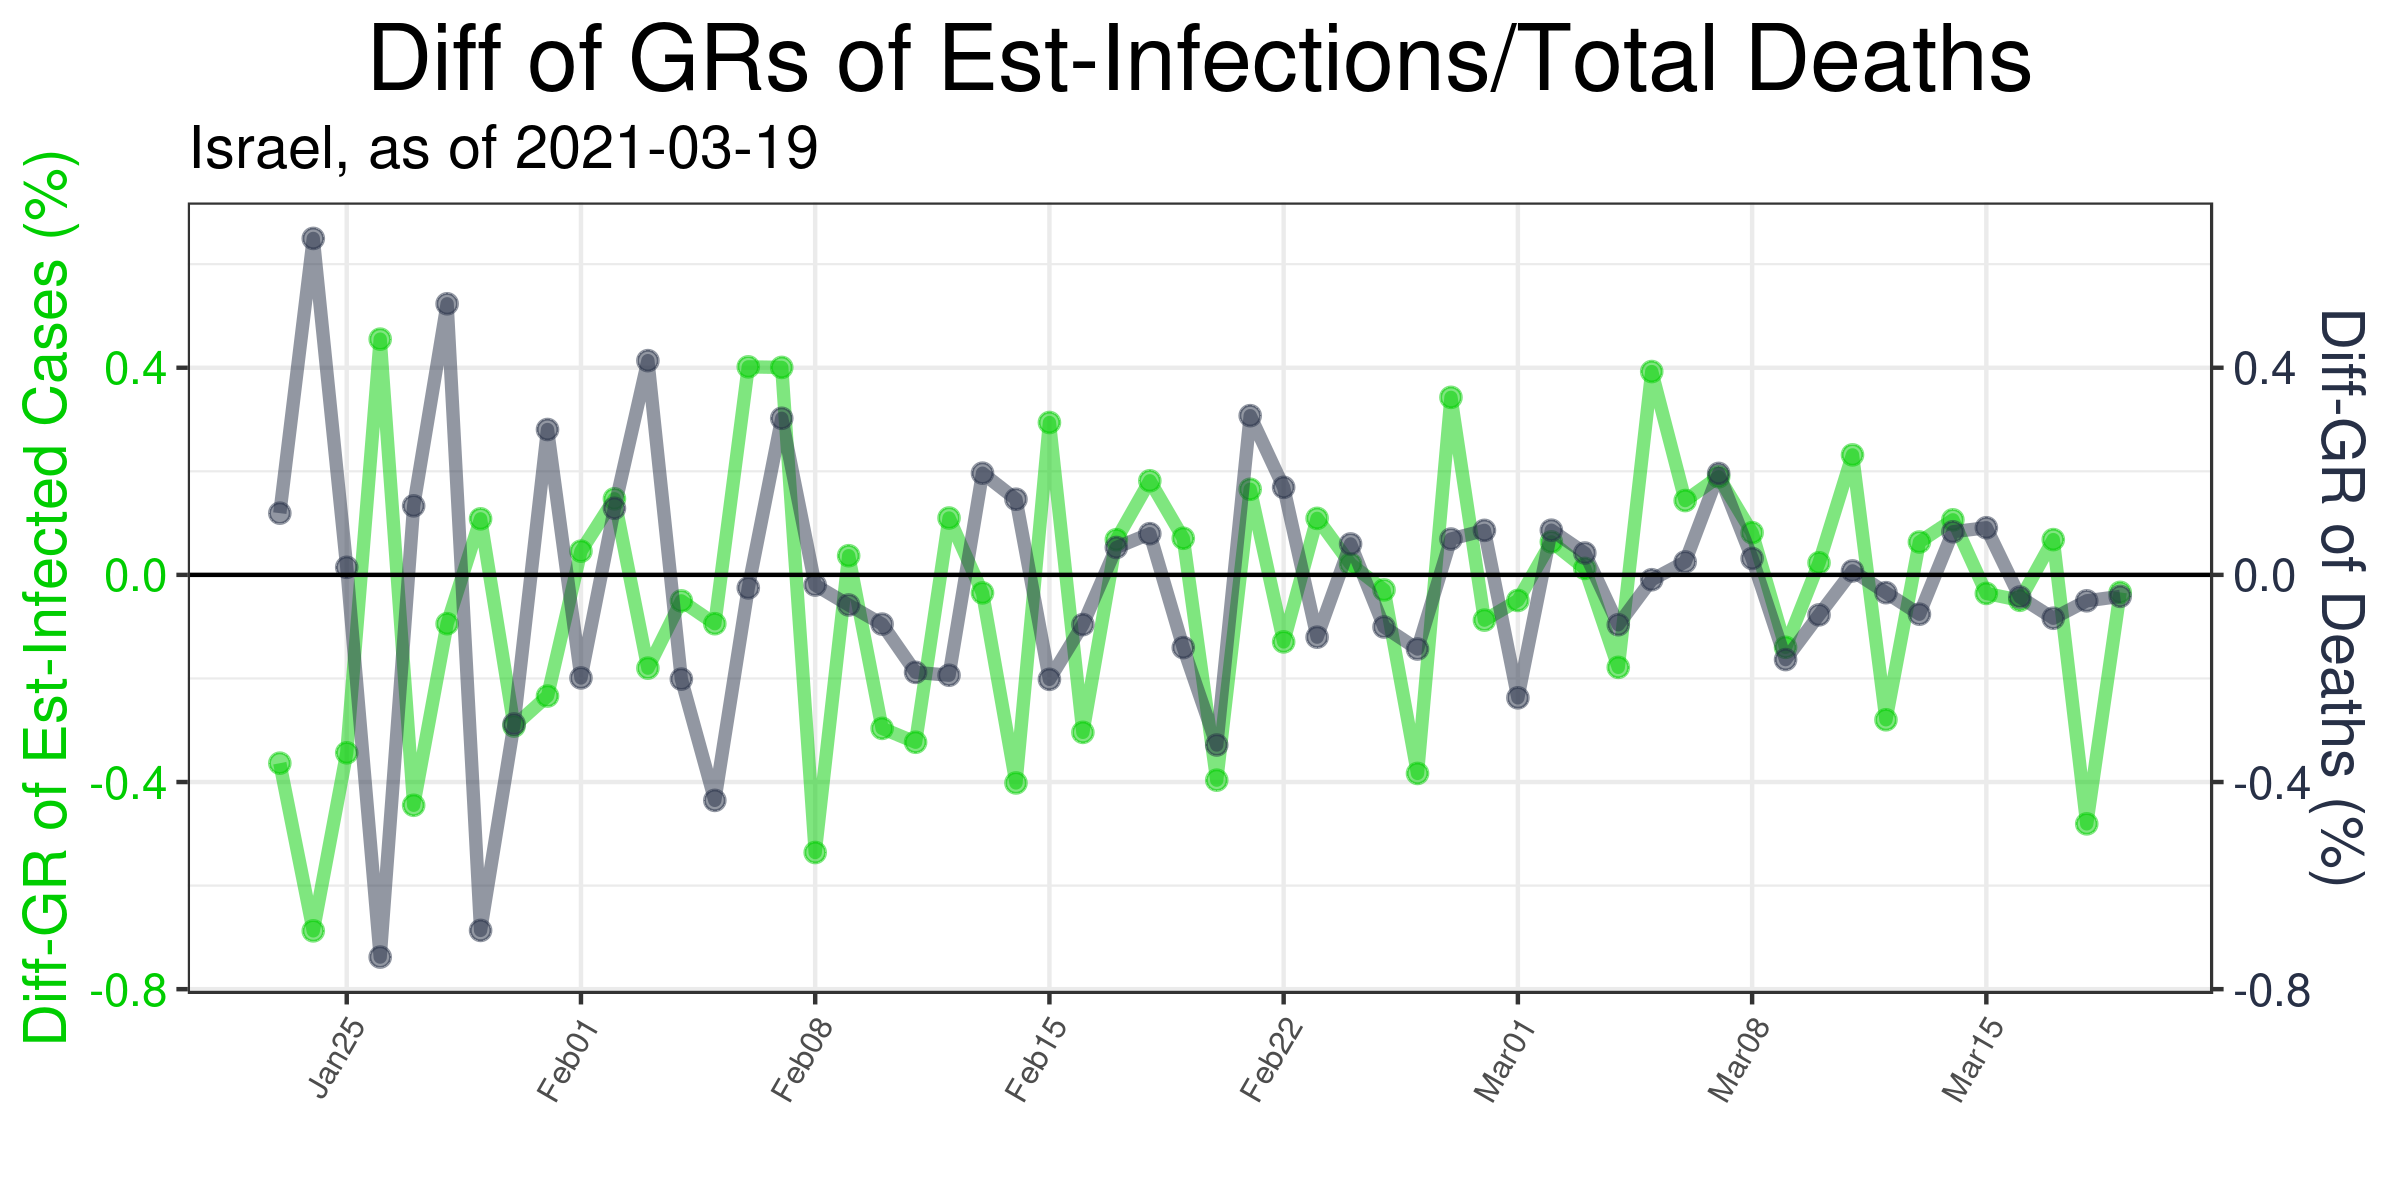 Diff of GRs of Est-Infections/Total Deaths
Israel, as of 2021-03-19
Diff-GR of Est-Infected Cases (%)
0.4
0.0
-0.4
-0.8
0.4
0.0
-0.4
-0.8
Diff-GR of Deaths (%)
Jan25
Feb01
Feb08
Feb15
Feb22
Mar01
Mar08
Mar15